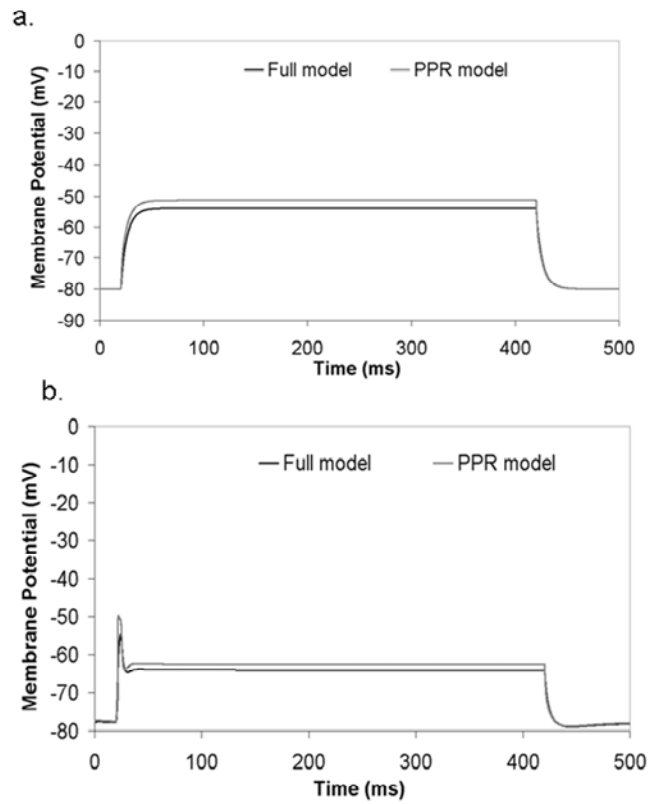 a.
0
-10
-20
-30
-40
-50
-60
-70
-80
-90
Membrane Potential (mV)
Full model
PPR model
0 100 200 300 400 500
Time (ms)
b.
0
-10
-20
-30
-40
-50
-60
-70
-80
Membrane Potential (mV)
Full model
PPR model
0 100 200 300 400 500
Time (ms)